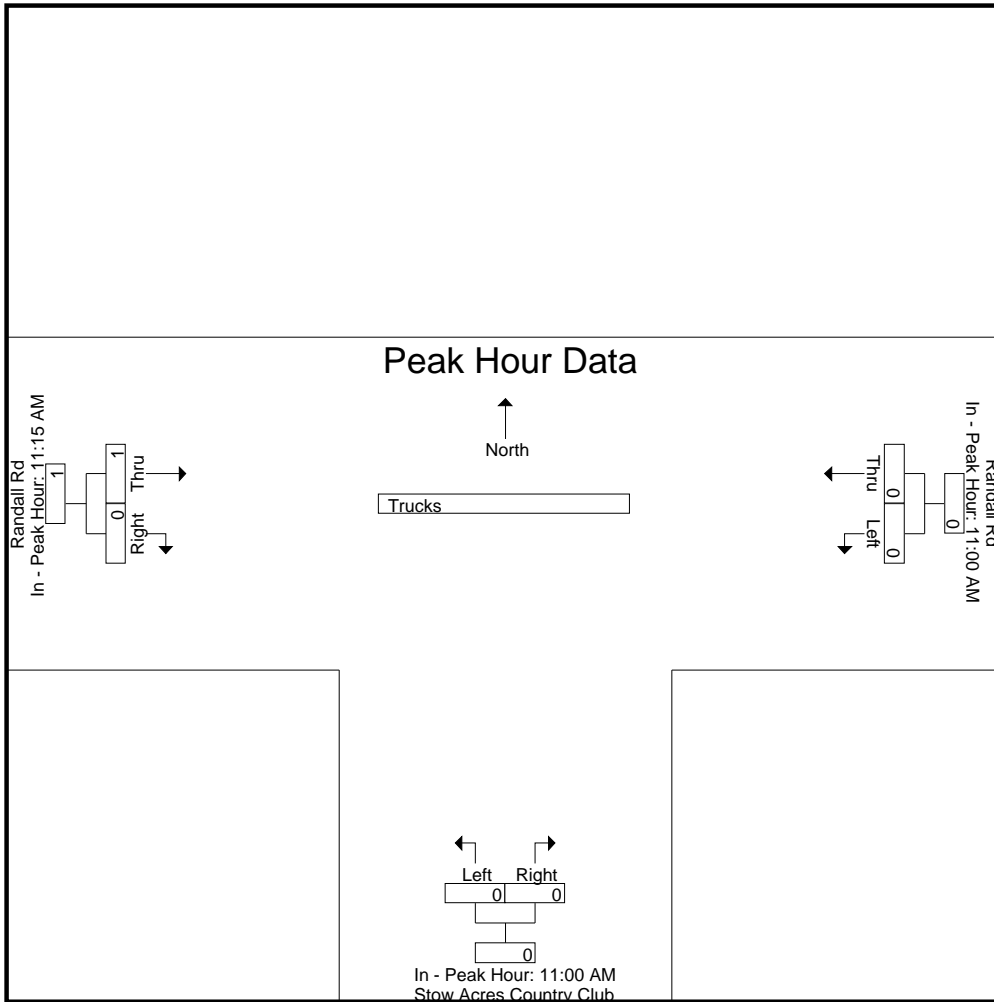 Peak Hour Data
North
Trucks
Randall Rd
In - Peak Hour: 11:15 AM
1
1
0
Thru
Right
Randall Rd
In - Peak Hour: 11:00 AM
0
0
0
Thru
Left
Left Right
0 0
0
In - Peak Hour: 11:00 AM
Stow Acres Country Club